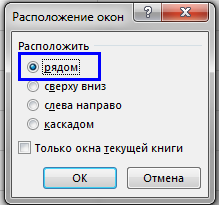 Расположение окон
Расположить
рядом
сверху вниз
слева направо
каскадом
Только окна текущей книги
ОК
Отмена